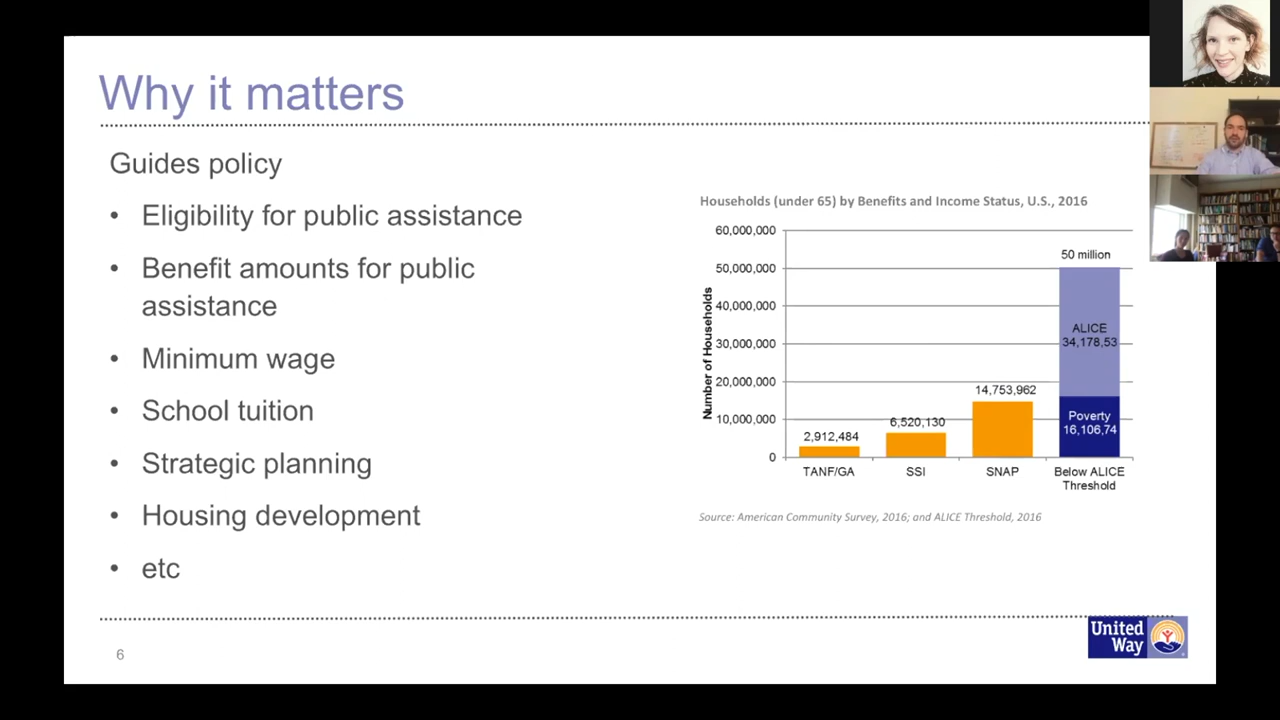 Why it matters
Guides policy
• Eligibility for public assistance
• Benefit amounts for public
assistance
• Minimum wage
• School tuition
• Strategic planning
• Housing development
• etc
Households (under 65) by Benefits and Income Status, U.S., 2016
Number of Households
60,000,000
50,000,000
40,000,000
30,000,000
20,000,000
10,000,000
0
2,912,484
6,520,130
14,753,962
50 million
ALICE
34,178,53
Poverty
16,106,74
TANF/GA
SSI
SNAP
Below ALICE
Threshold
Source: American Community Survey, 2016; and ALICE Threshold, 2016
6
United
Way